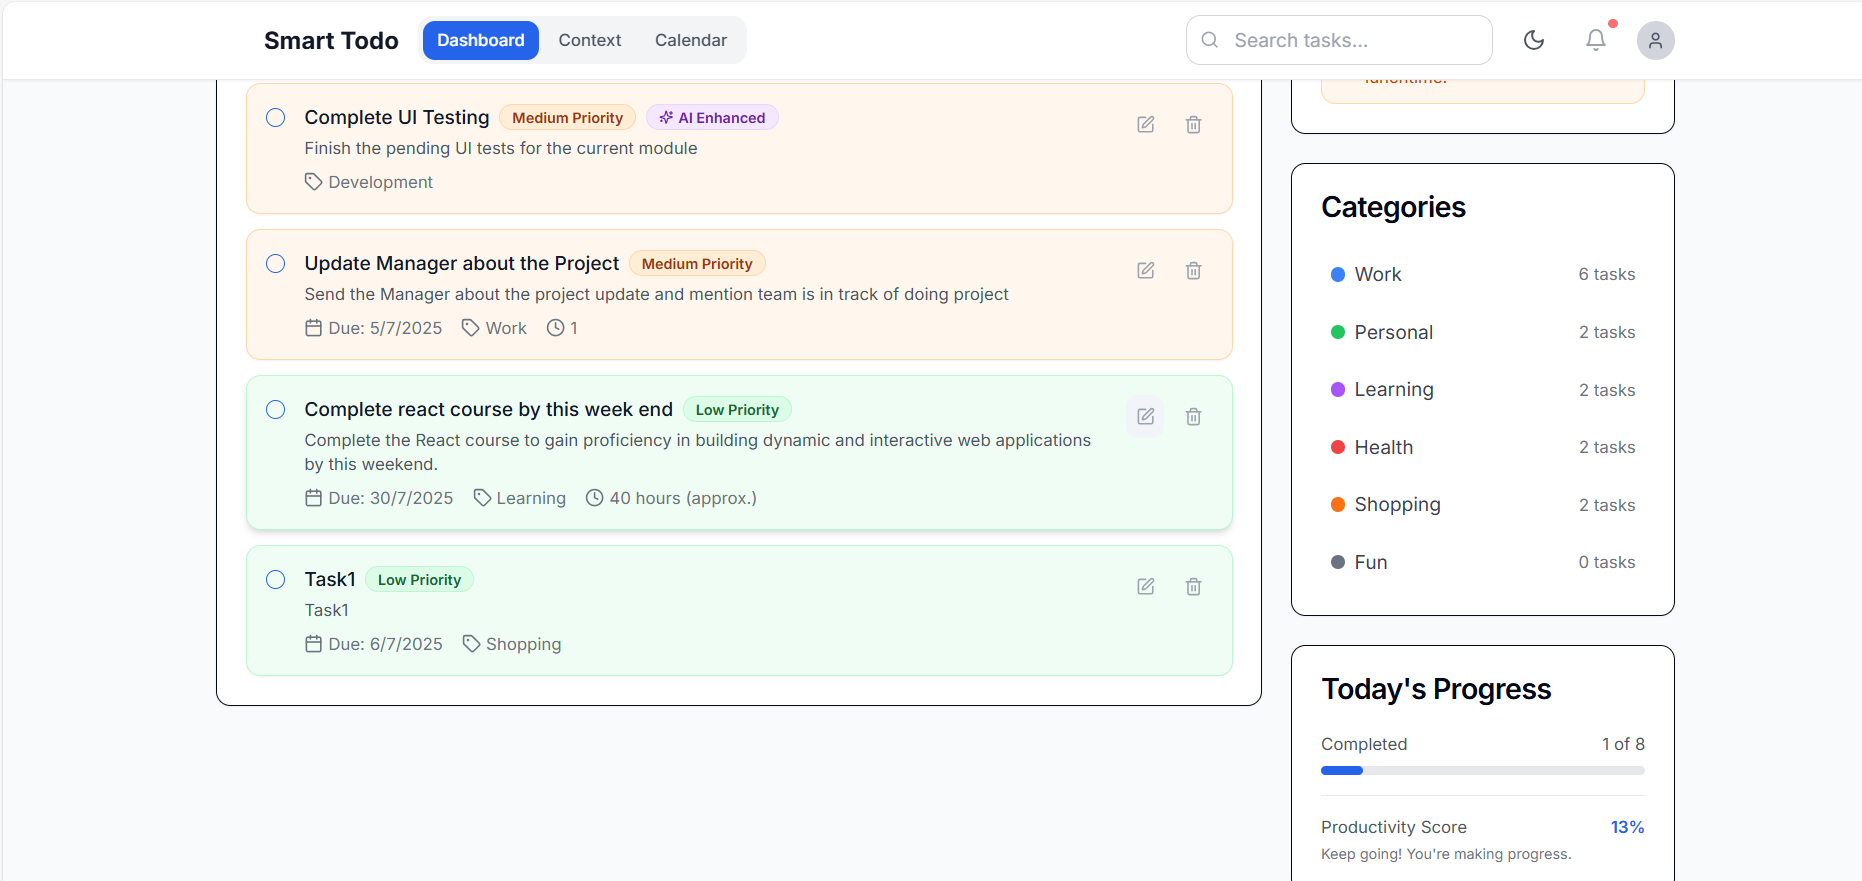 Smart Todo
Dashboard
Context
Calendar
Search tasks...
Complete UI Testing
Medium Priority
AI Enhanced
Finish the pending UI tests for the current module
Development
Update Manager about the Project
Medium Priority
Send the Manager about the project update and mention team is in track of doing project
Due: 5/7/2025
Work
1
Complete react course by this week end
Low Priority
Complete the React course to gain proficiency in building dynamic and interactive web applications
by this weekend.
Due: 30/7/2025
Learning
40 hours (approx.)
Task1
Low Priority
Task1
Due: 6/7/2025
Shopping
lunchtime.
Categories
Work
6 tasks
Personal
2 tasks
Learning
2 tasks
Health
2 tasks
Shopping
2 tasks
Fun
0 tasks
Today's Progress
Completed
1 of 8
Productivity Score
13%
Keep going! You're making progress.